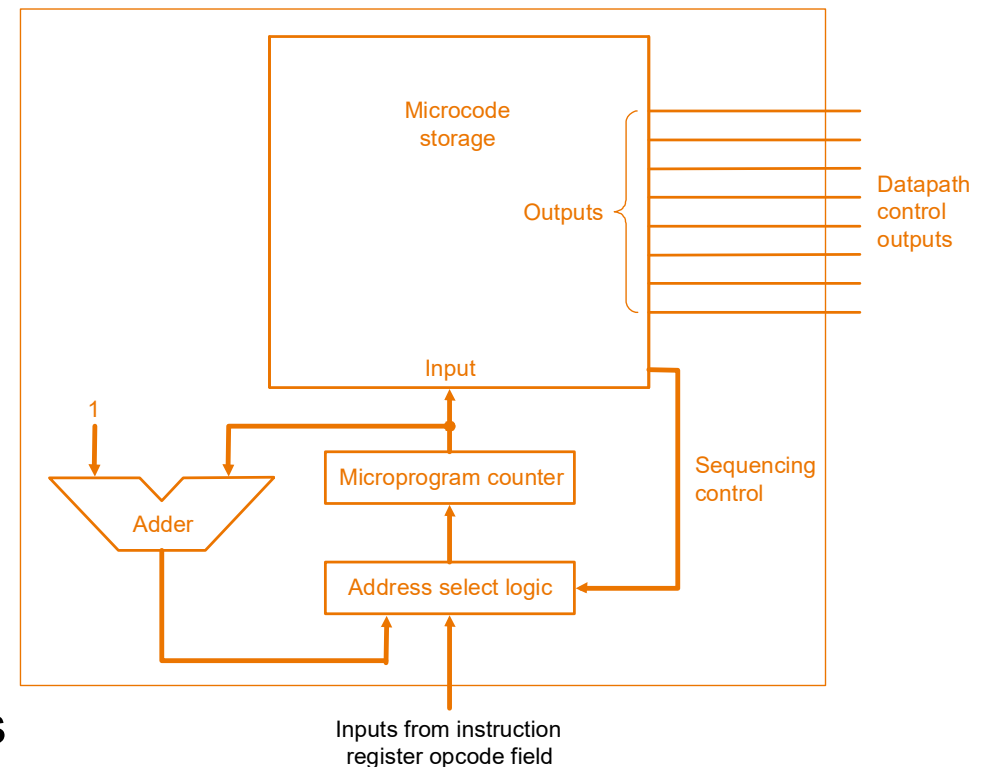 Microcode
storage
Outputs
Datapath
control
outputs
Input
1
Microprogram counter
Sequencing
control
Adder
Address select logic
s
Inputs from instruction
register opcode field